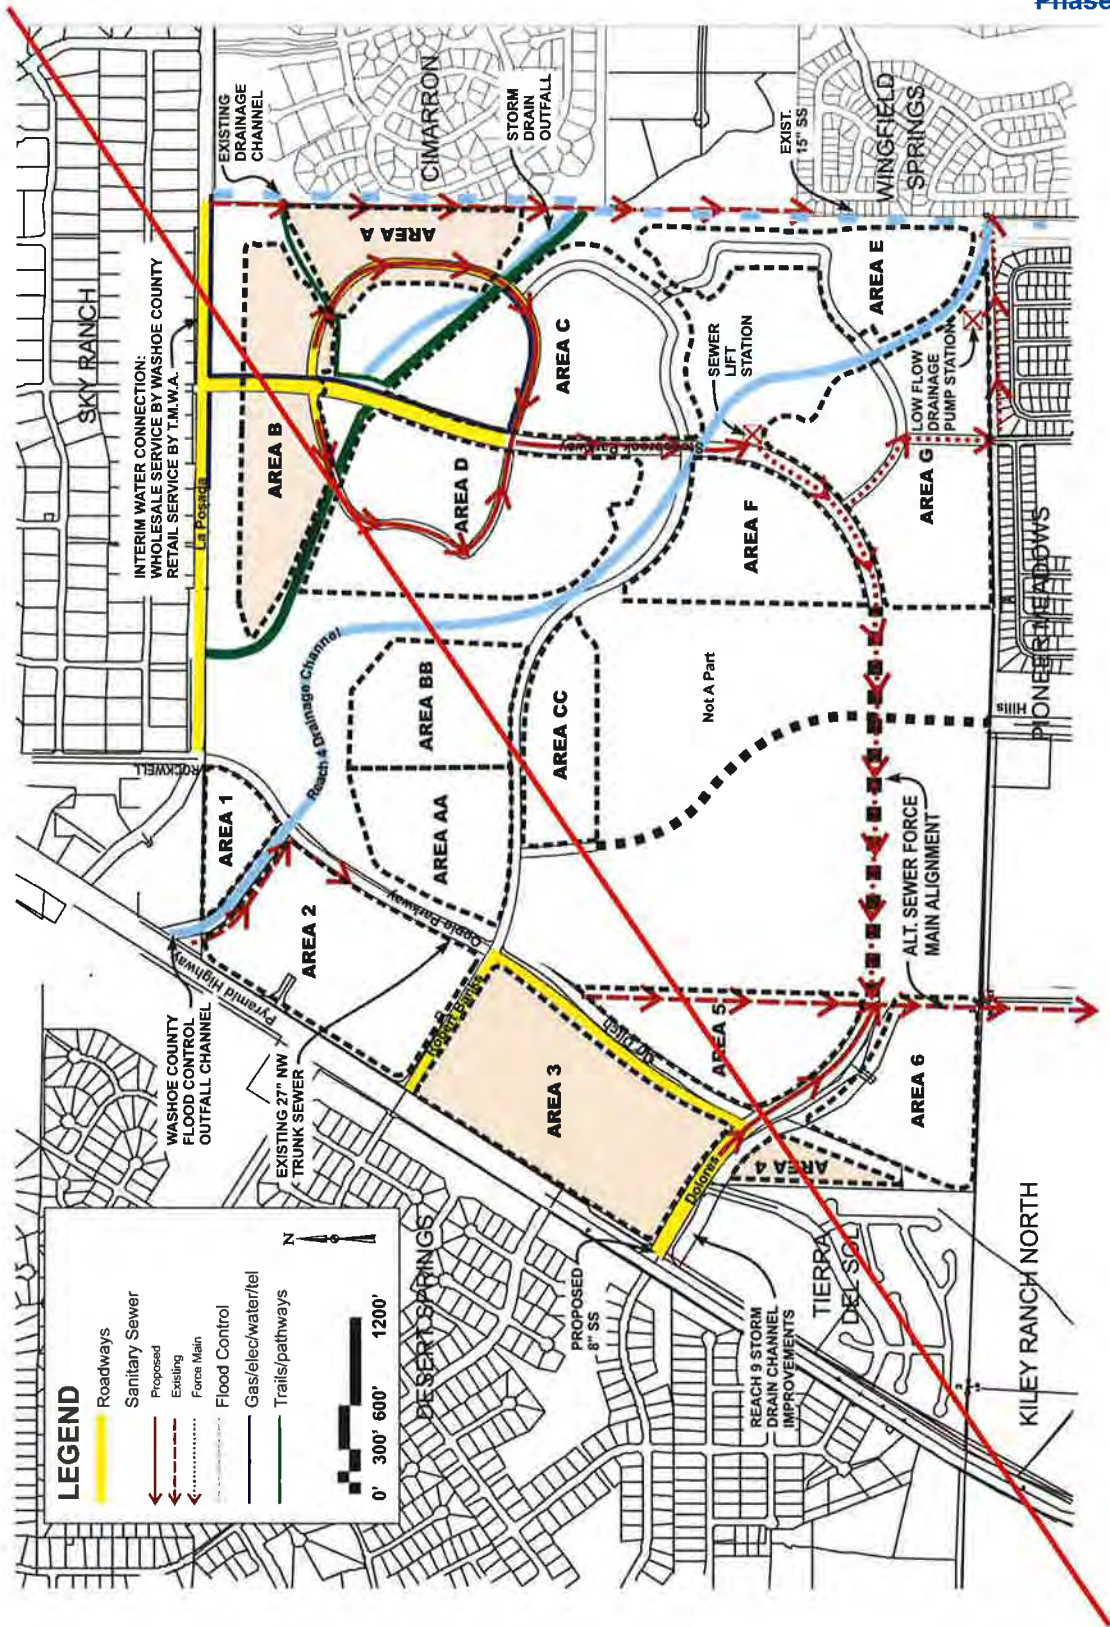 Phase
LEGEND
Roadways
Sanitary Sewer
Proposed
Existing
Force Main
Flood Control
Gas/elec/water/tel
Trails/pathways
N
0' 300' 600' 1200'
SKY RANCH
INTERIM WATER CONNECTION:
WHOLESALE SERVICE BY WASHOE COUNTY
RETAIL SERVICE BY T.M.W.A.
La Posada
EXISTING
DRAINAGE
CHANNEL
CIMARRON
STORM
DRAIN
OUTFALL
EXIST.
15" SS
WINGFIELD
SPRINGS
AREA A
AREA B
AREA C
AREA D
AREA E
AREA F
AREA G
SEWER
LIFT
STATION
LOW FLOW
DRAINAGE
PUMP STATION
PIONEER MEADOWS
Hills
Not A Part
AREA AA
AREA BB
AREA CC
Reach 4 Drainage Channel
ROCKWELL
AREA 1
AREA 2
AREA 3
AREA 4
AREA 5
AREA 6
Pyramid Highway
WASHOE COUNTY
FLOOD CONTROL
OUTFALL CHANNEL
EXISTING 27" NW
TRUNK SEWER
Robert Banks
Dolores
ALT. SEWER FORCE
MAIN ALIGNMENT
DESERT SPRINGS
PROPOSED
8" SS
REACH 9 STORM
DRAIN CHANNEL
IMPROVEMENTS
TIERRA
DEL SOL
KILEY RANCH NORTH